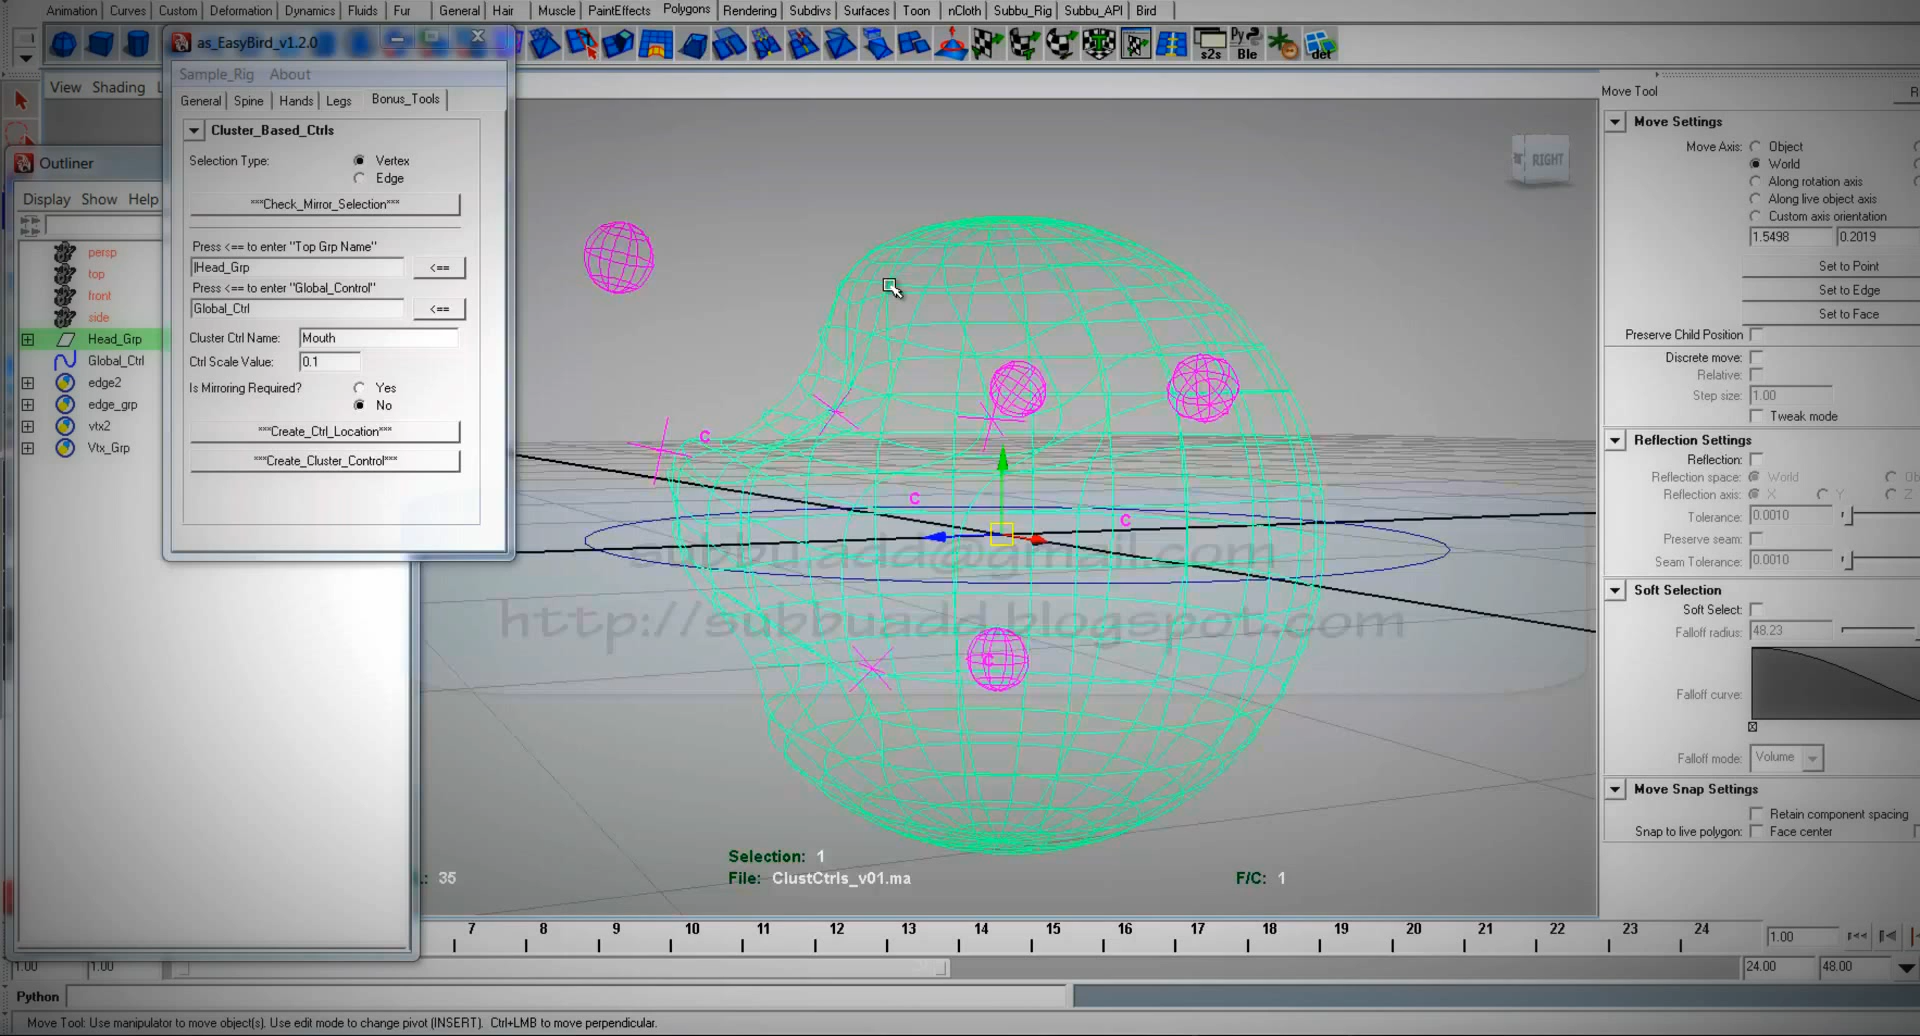 Animation Curves Custom Deformation Dynamics Fluids Fur General Hair Muscle PaintEffects Polygons Rendering Subdivs Surfaces Toon nCloth Subbu_Rig Subbu_API Bird
as_EasyBird_v1.2.0
s2s Py Ble det
View Shading
Sample_Rig About
General Spine Hands Legs Bonus_Tools
Cluster_Based_Ctrls
Selection Type: Vertex
Edge
***Check_Mirror_Selection***
Press <== to enter "Top Grp Name"
Head_Grp <==
Press <== to enter "Global_Control"
Global_Ctrl <==
Cluster Ctrl Name: Mouth
Ctrl Scale Value: 0.1
Is Mirroring Required? Yes
No
***Create_Ctrl_Location***
***Create_Cluster_Control***
Outliner
Display Show Help
persp
top
front
side
Head_Grp
Global_Ctrl
edge2
edge_grp
vtx2
Vtx_Grp
RIGHT
C
C
C
C
subbu.add@gmail.com
http://subbuadd.blogspot.com
Selection: 1
: 35 File: ClustCtrls_v01.ma F/C: 1
Move Tool
Move Settings
Move Axis: Object
World
Along rotation axis
Along live object axis
Custom axis orientation
1.5498 0.2019
Set to Point
Set to Edge
Set to Face
Preserve Child Position
Discrete move:
Relative:
Step size: 1.00
Tweak mode
Reflection Settings
Reflection:
Reflection space: World
Reflection axis: X Y Z
Tolerance: 0.0010
Preserve seam:
Seam Tolerance: 0.0010
Soft Selection
Soft Select:
Falloff radius: 48.23
Falloff curve:
Falloff mode: Volume
Move Snap Settings
Retain component spacing
Snap to live polygon: Face center
7 8 9 10 11 12 13 14 15 16 17 18 19 20 21 22 23 24 1.00
1.00 1.00 24.00 48.00
Python
Move Tool: Use manipulator to move object(s). Use edit mode to change pivot (INSERT). Ctrl+LMB to move perpendicular.